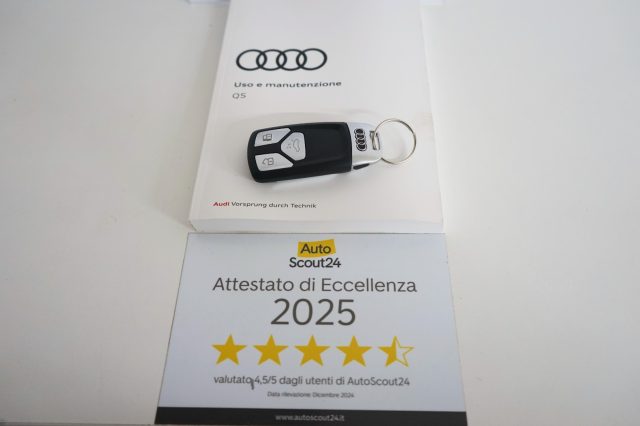 Uso e manutenzione
Q5
Audi Vorsprung durch Technik
Auto
Scout24
Attestato di Eccellenza
2025
valutato 4,5/5 dagli utenti di AutoScout24
Data rilevazione: Dicembre 2024
www.autoscout24.it